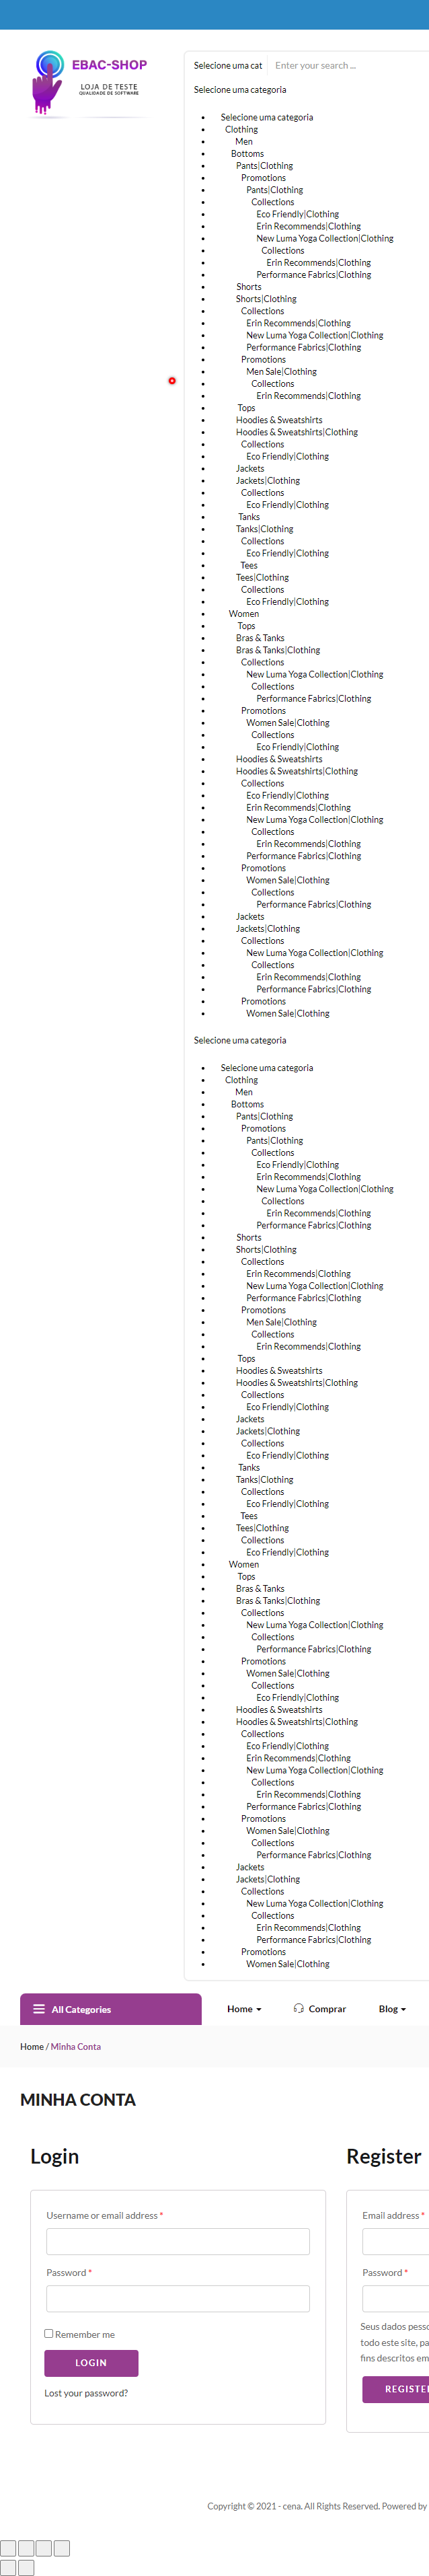 EBAC-SHOP
LOJA DE TESTE
QUALIDADE DE SOFTWARE
Selecione uma cat
Enter your search ...
Selecione uma categoria
Selecione uma categoria
Clothing
Men
Bottoms
Pants|Clothing
Promotions
Pants|Clothing
Collections
Eco Friendly|Clothing
Erin Recommends|Clothing
New Luma Yoga Collection|Clothing
Collections
Erin Recommends|Clothing
Performance Fabrics|Clothing
Shorts
Shorts|Clothing
Collections
Erin Recommends|Clothing
New Luma Yoga Collection|Clothing
Performance Fabrics|Clothing
Promotions
Men Sale|Clothing
Collections
Erin Recommends|Clothing
Tops
Hoodies & Sweatshirts
Hoodies & Sweatshirts|Clothing
Collections
Eco Friendly|Clothing
Jackets
Jackets|Clothing
Collections
Eco Friendly|Clothing
Tanks
Tanks|Clothing
Collections
Eco Friendly|Clothing
Tees
Tees|Clothing
Collections
Eco Friendly|Clothing
Women
Tops
Bras & Tanks
Bras & Tanks|Clothing
Collections
New Luma Yoga Collection|Clothing
Collections
Performance Fabrics|Clothing
Promotions
Women Sale|Clothing
Collections
Eco Friendly|Clothing
Hoodies & Sweatshirts
Hoodies & Sweatshirts|Clothing
Collections
Eco Friendly|Clothing
Erin Recommends|Clothing
New Luma Yoga Collection|Clothing
Collections
Erin Recommends|Clothing
Performance Fabrics|Clothing
Promotions
Women Sale|Clothing
Collections
Performance Fabrics|Clothing
Jackets
Jackets|Clothing
Collections
New Luma Yoga Collection|Clothing
Collections
Erin Recommends|Clothing
Performance Fabrics|Clothing
Promotions
Women Sale|Clothing
Selecione uma categoria
Selecione uma categoria
Clothing
Men
Bottoms
Pants|Clothing
Promotions
Pants|Clothing
Collections
Eco Friendly|Clothing
Erin Recommends|Clothing
New Luma Yoga Collection|Clothing
Collections
Erin Recommends|Clothing
Performance Fabrics|Clothing
Shorts
Shorts|Clothing
Collections
Erin Recommends|Clothing
New Luma Yoga Collection|Clothing
Performance Fabrics|Clothing
Promotions
Men Sale|Clothing
Collections
Erin Recommends|Clothing
Tops
Hoodies & Sweatshirts
Hoodies & Sweatshirts|Clothing
Collections
Eco Friendly|Clothing
Jackets
Jackets|Clothing
Collections
Eco Friendly|Clothing
Tanks
Tanks|Clothing
Collections
Eco Friendly|Clothing
Tees
Tees|Clothing
Collections
Eco Friendly|Clothing
Women
Tops
Bras & Tanks
Bras & Tanks|Clothing
Collections
New Luma Yoga Collection|Clothing
Collections
Performance Fabrics|Clothing
Promotions
Women Sale|Clothing
Collections
Eco Friendly|Clothing
Hoodies & Sweatshirts
Hoodies & Sweatshirts|Clothing
Collections
Eco Friendly|Clothing
Erin Recommends|Clothing
New Luma Yoga Collection|Clothing
Collections
Erin Recommends|Clothing
Performance Fabrics|Clothing
Promotions
Women Sale|Clothing
Collections
Performance Fabrics|Clothing
Jackets
Jackets|Clothing
Collections
New Luma Yoga Collection|Clothing
Collections
Erin Recommends|Clothing
Performance Fabrics|Clothing
Promotions
Women Sale|Clothing
All Categories
Home
Comprar
Blog
Home / Minha Conta
MINHA CONTA
Login
Username or email address *
Password *
Remember me
LOGIN
Lost your password?
Register
Email address *
Password *
Seus dados pesso
todo este site, pa
fins descritos em
REGISTER
Copyright © 2021 - cena. All Rights Reserved. Powered by